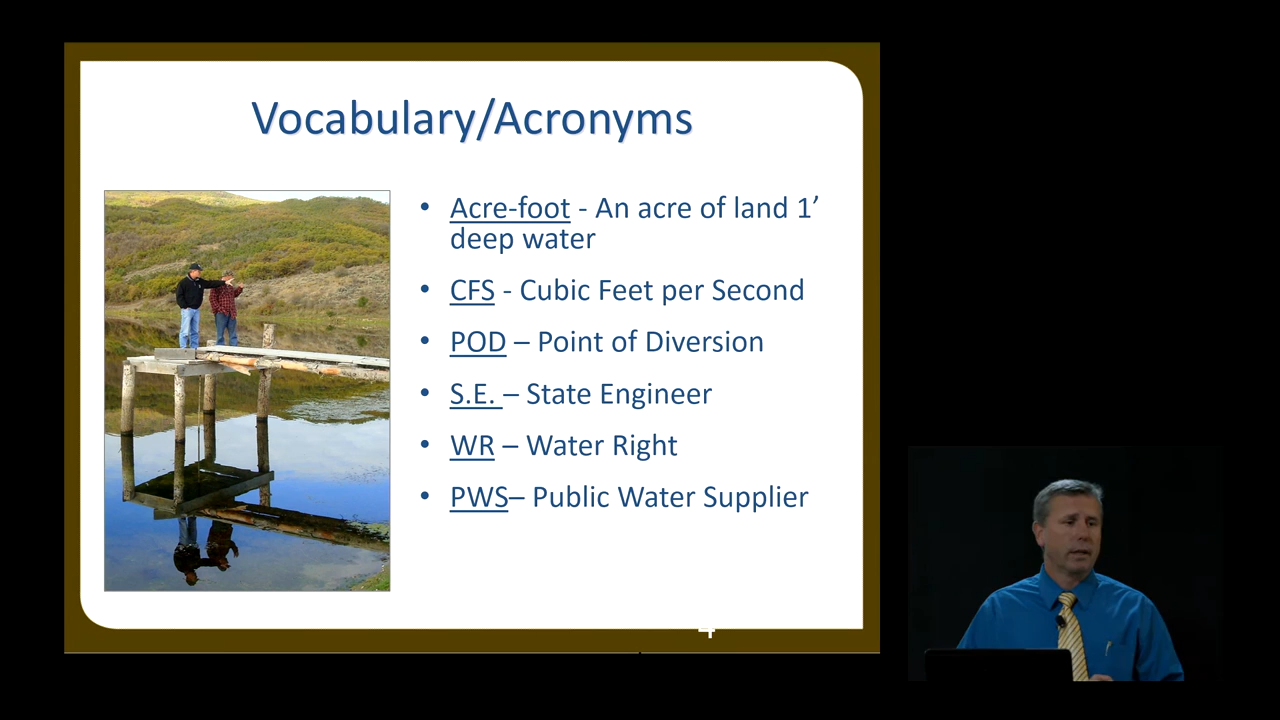 Vocabulary/Acronyms
• Acre-foot - An acre of land 1’
deep water
• CFS - Cubic Feet per Second
• POD – Point of Diversion
• S.E. – State Engineer
• WR – Water Right
• PWS– Public Water Supplier
4